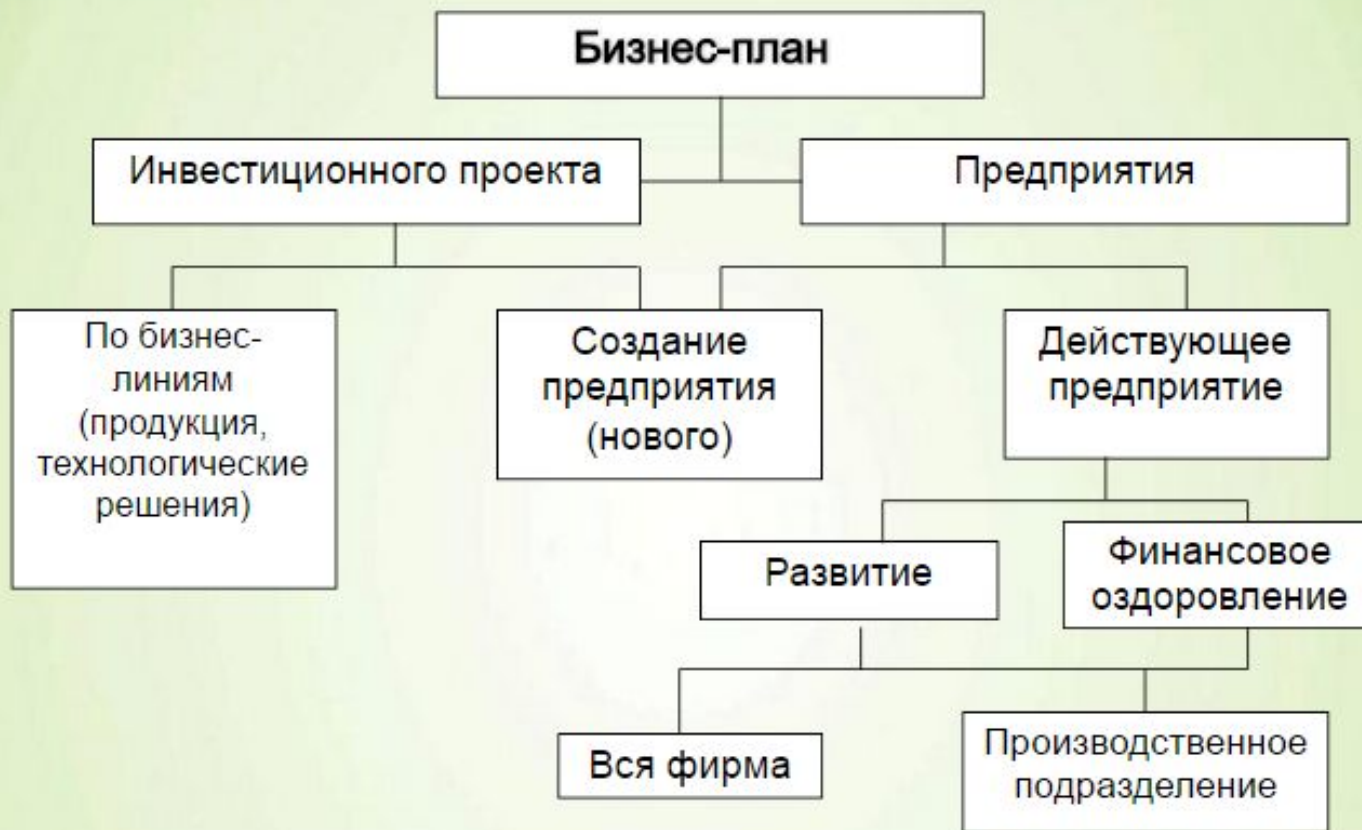 Бизнес-план
Инвестиционного проекта
Предприятия
По бизнес-
линиям
(продукция,
технологические
решения)
Создание
предприятия
(нового)
Действующее
предприятие
Развитие
Финансовое
оздоровление
Вся фирма
Производственное
подразделение